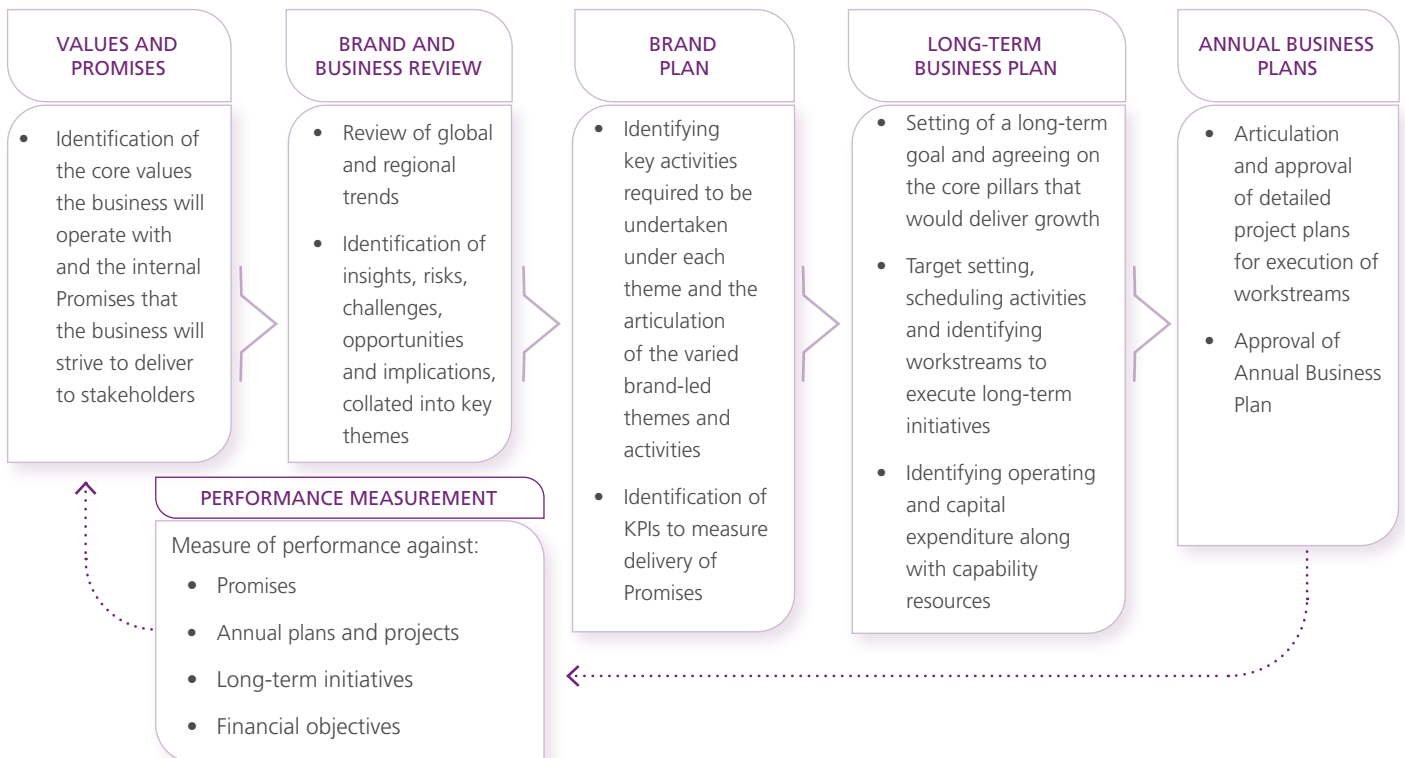 VALUES AND
PROMISES
• Identification of
the core values
the business will
operate with
and the internal
Promises that
the business will
strive to deliver
to stakeholders
BRAND AND
BUSINESS REVIEW
• Review of global
and regional
trends
• Identification of
insights, risks,
challenges,
opportunities
and implications,
collated into key
themes
BRAND
PLAN
• Identifying
key activities
required to be
undertaken
under each
theme and the
articulation
of the varied
brand-led
themes and
activities
• Identification of
KPIs to measure
delivery of
Promises
LONG-TERM
BUSINESS PLAN
• Setting of a long-term
goal and agreeing on
the core pillars that
would deliver growth
• Target setting,
scheduling activities
and identifying
workstreams to
execute long-term
initiatives
• Identifying operating
and capital
expenditure along
with capability
resources
ANNUAL BUSINESS
PLANS
• Articulation
and approval
of detailed
project plans
for execution of
workstreams
• Approval of
Annual Business
Plan
PERFORMANCE MEASUREMENT
Measure of performance against:
• Promises
• Annual plans and projects
• Long-term initiatives
• Financial objectives